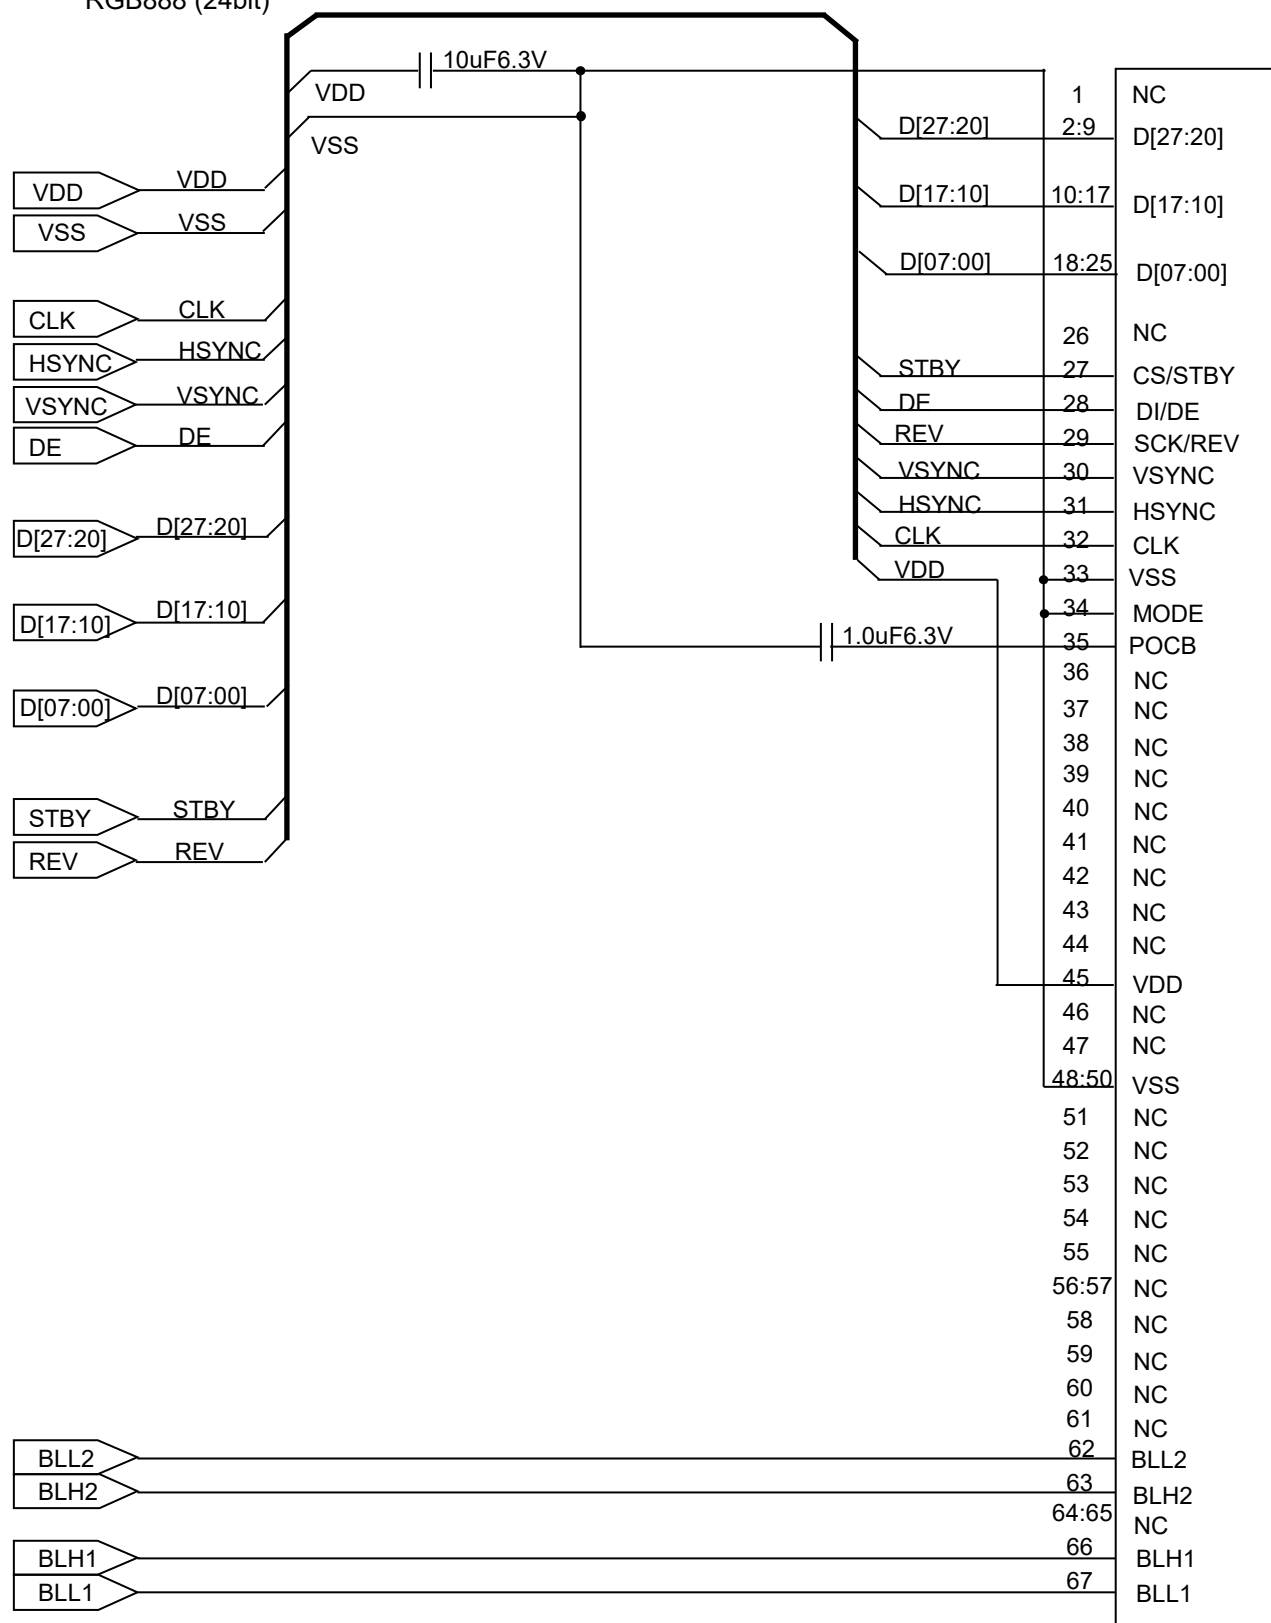 RGB888 (24bit)
10uF6.3V
VDD
VSS
VDD VDD
VSS VSS
CLK CLK
HSYNC HSYNC
VSYNC VSYNC
DE DE
D[27:20] D[27:20]
D[17:10] D[17:10]
D[07:00] D[07:00]
STBY STBY
REV REV
1 NC
D[27:20] 2:9 D[27:20]
D[17:10] 10:17 D[17:10]
D[07:00] 18:25 D[07:00]
26 NC
STBY 27 CS/STBY
DE 28 DI/DE
REV 29 SCK/REV
VSYNC 30 VSYNC
HSYNC 31 HSYNC
CLK 32 CLK
VDD 33 VSS
34 MODE
1.0uF6.3V 35 POCB
36 NC
37 NC
38 NC
39 NC
40 NC
41 NC
42 NC
43 NC
44 NC
45 VDD
46 NC
47 NC
48:50 VSS
51 NC
52 NC
53 NC
54 NC
55 NC
56:57 NC
58 NC
59 NC
60 NC
61 NC
BLL2 62 BLL2
BLH2 63 BLH2
64:65 NC
BLH1 66 BLH1
BLL1 67 BLL1